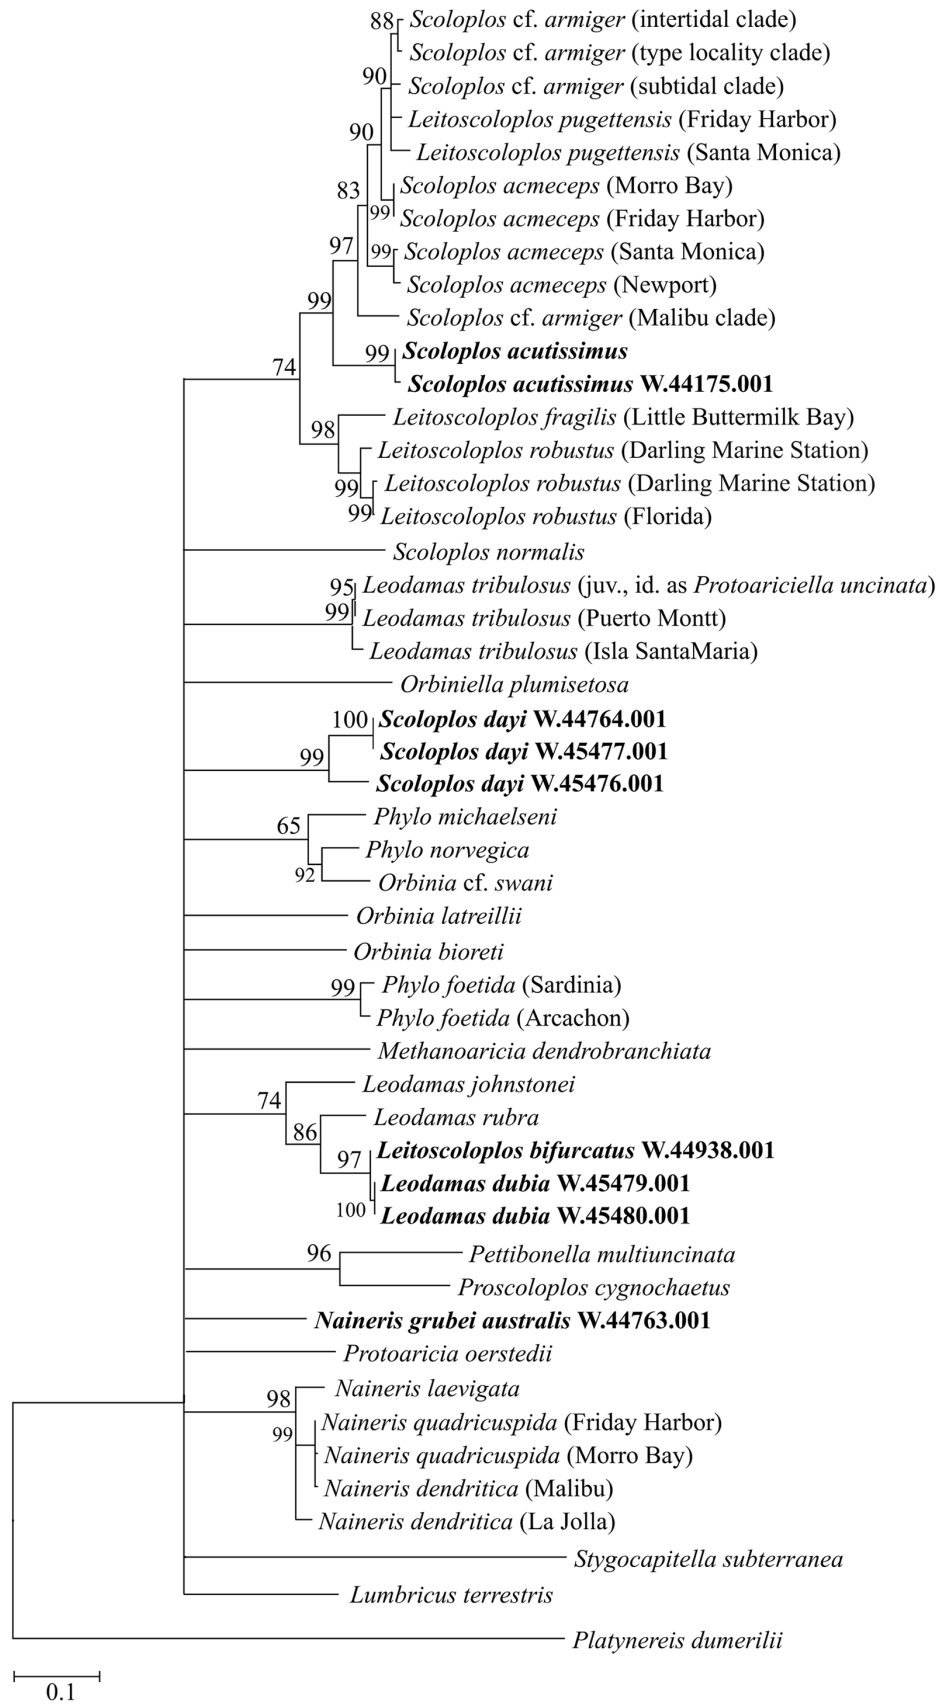 88 Scoloplos cf. armiger (intertidal clade)
Scoloplos cf. armiger (type locality clade)
90 Scoloplos cf. armiger (subtidal clade)
Leitoscoloplos pugettensis (Friday Harbor)
90
Leitoscoloplos pugettensis (Santa Monica)
83 Scoloplos acmeceps (Morro Bay)
99 Scoloplos acmeceps (Friday Harbor)
97 99 Scoloplos acmeceps (Santa Monica)
Scoloplos acmeceps (Newport)
99
Scoloplos cf. armiger (Malibu clade)
99 Scoloplos acutissimus
74
Scoloplos acutissimus W.44175.001
Leitoscoloplos fragilis (Little Buttermilk Bay)
98
Leitoscoloplos robustus (Darling Marine Station)
99 Leitoscoloplos robustus (Darling Marine Station)
99 Leitoscoloplos robustus (Florida)
Scoloplos normalis
95 Leodamas tribulosus (juv., id. as Protoariciella uncinata)
99 Leodamas tribulosus (Puerto Montt)
Leodamas tribulosus (Isla SantaMaria)
Orbiniella plumisetosa
100 Scoloplos dayi W.44764.001
99 Scoloplos dayi W.45477.001
Scoloplos dayi W.45476.001
65 Phylo michaelseni
Phylo norvegica
92 Orbinia cf. swani
Orbinia latreillii
Orbinia bioreti
99 Phylo foetida (Sardinia)
Phylo foetida (Arcachon)
Methanoaricia dendrobranchiata
Leodamas johnstonei
74
Leodamas rubra
86
97 Leitoscoloplos bifurcatus W.44938.001
Leodamas dubia W.45479.001
100 Leodamas dubia W.45480.001
96 Pettibonella multiuncinata
Proscoloplos cygnochaetus
Naineris grubei australis W.44763.001
Protoaricia oerstedii
98 Naineris laevigata
99 Naineris quadricuspida (Friday Harbor)
Naineris quadricuspida (Morro Bay)
Naineris dendritica (Malibu)
Naineris dendritica (La Jolla)
Stygocapitella subterranea
Lumbricus terrestris
Platynereis dumerilii
0.1